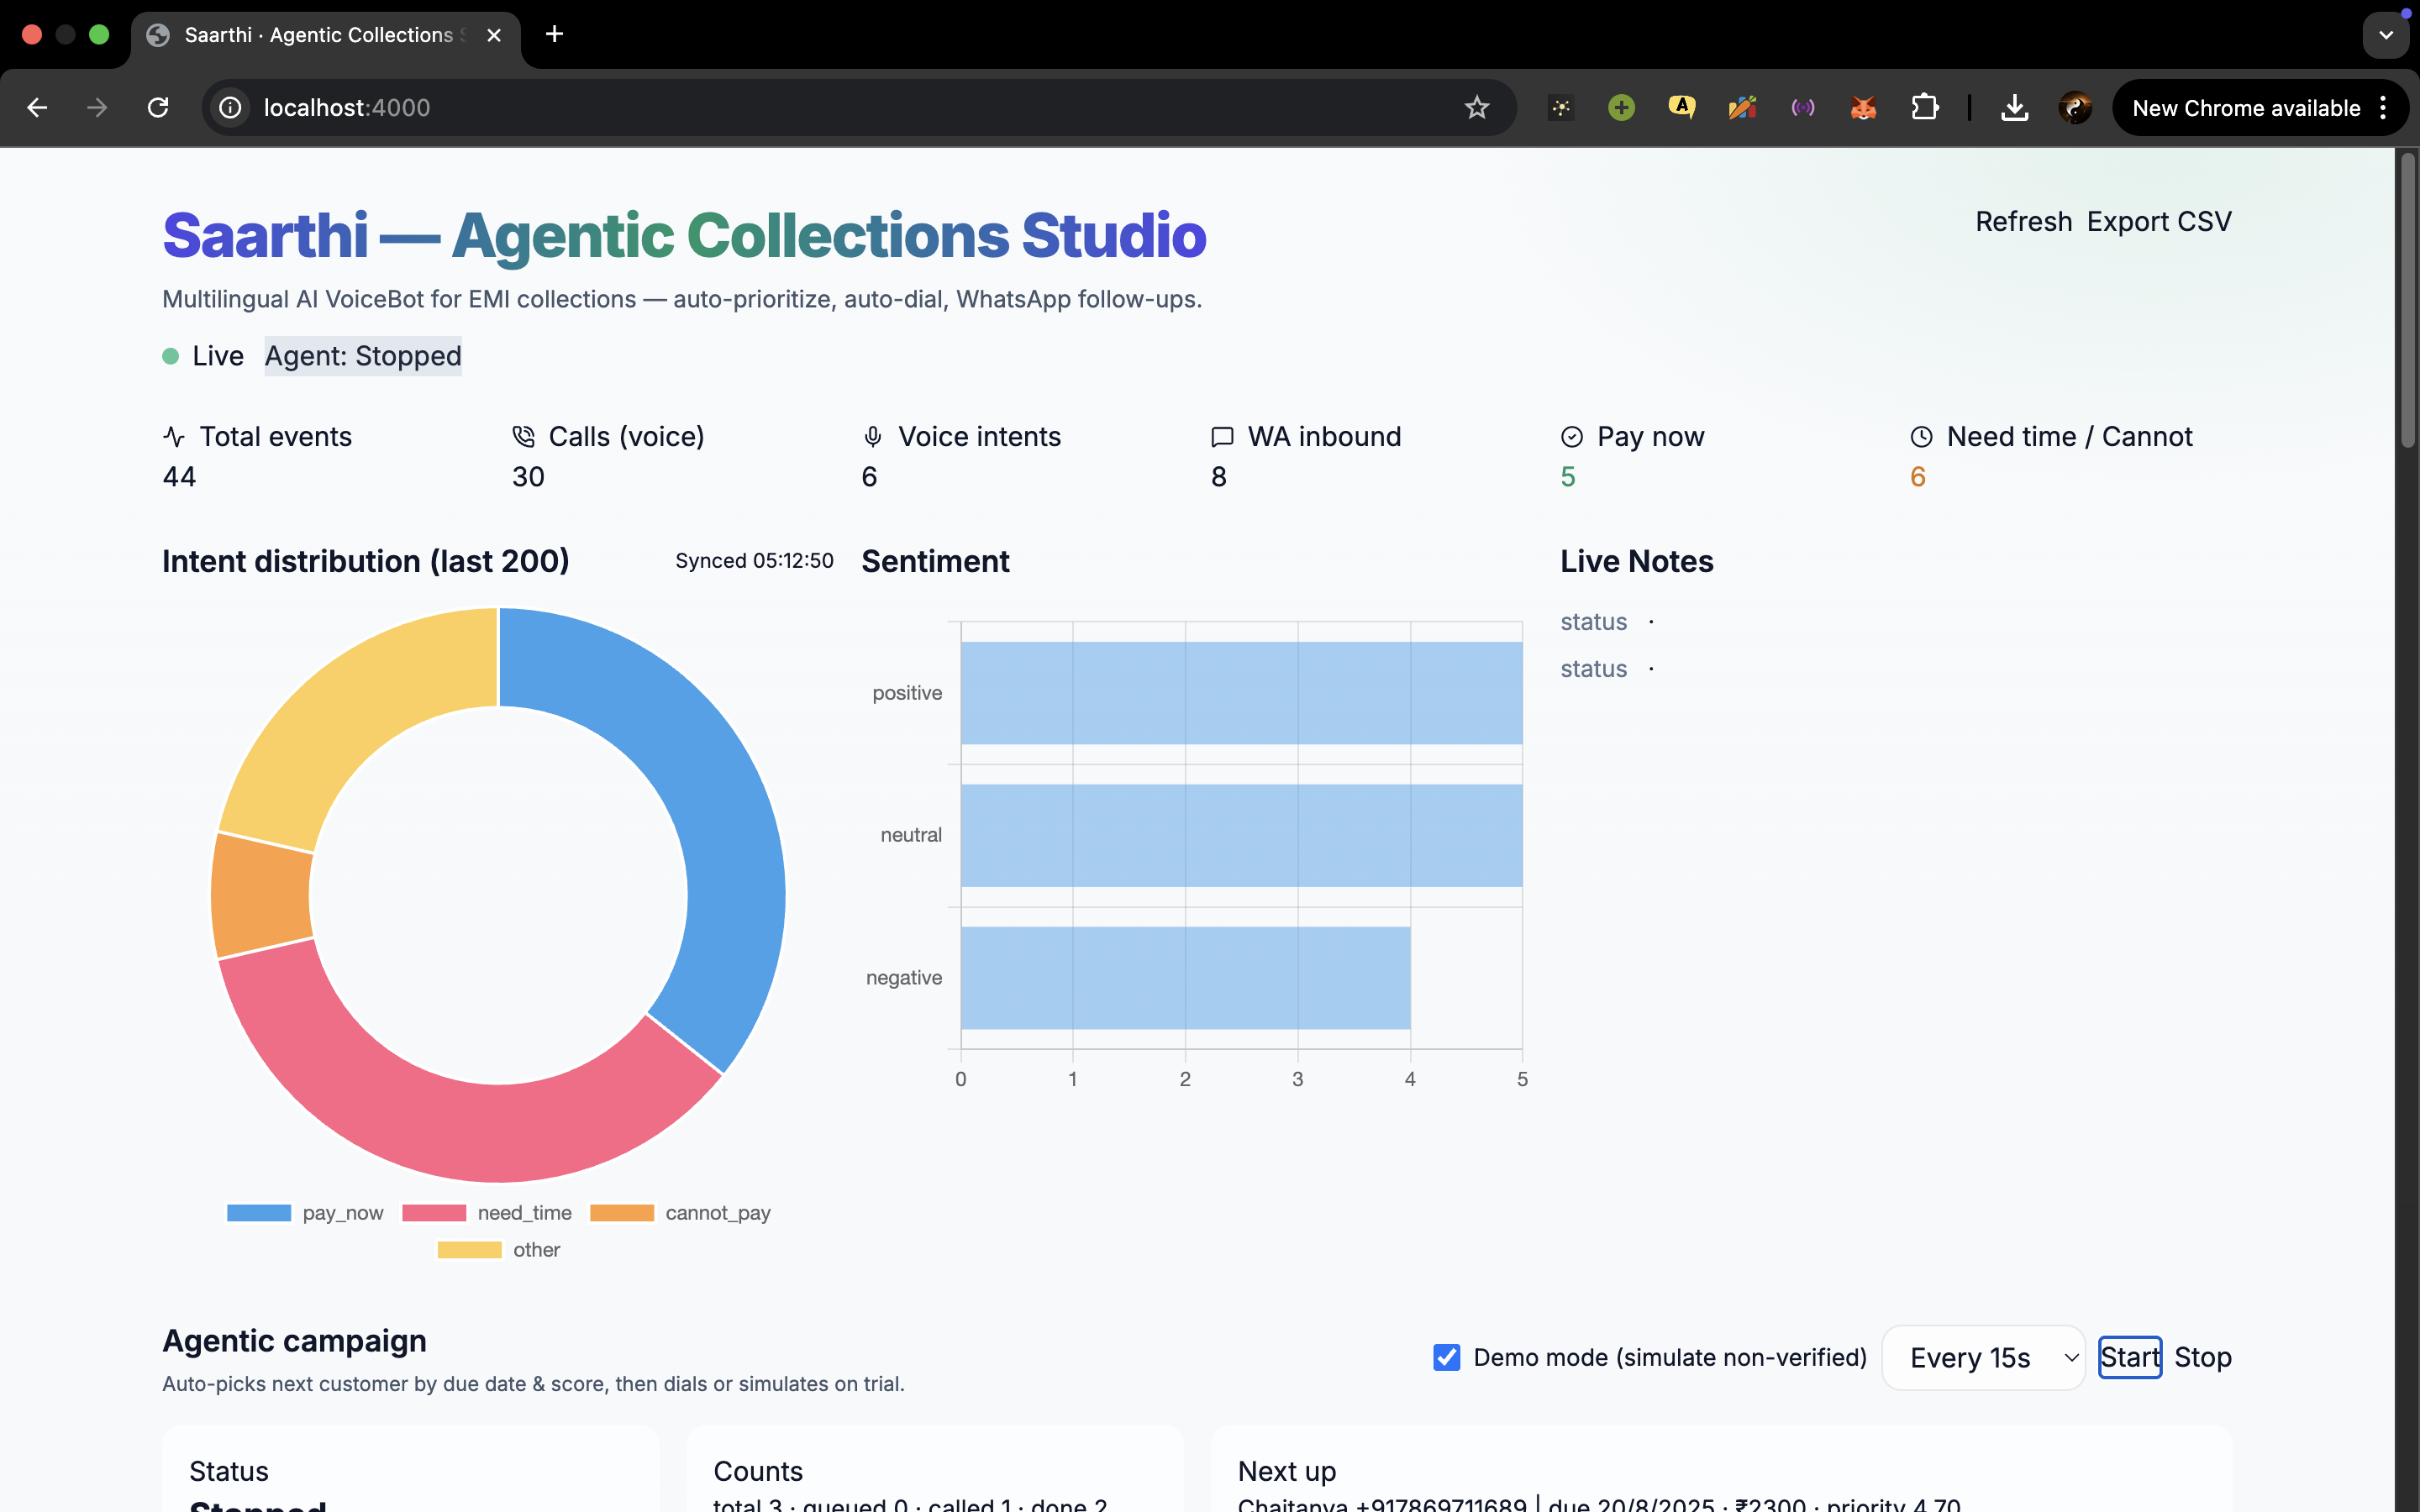 Saarthi · Agentic Collections S
localhost:4000
New Chrome available
Saarthi — Agentic Collections Studio
Refresh Export CSV
Multilingual AI VoiceBot for EMI collections — auto-prioritize, auto-dial, WhatsApp follow-ups.
Live Agent: Stopped
Total events
44
Calls (voice)
30
Voice intents
6
WA inbound
8
Pay now
5
Need time / Cannot
6
Intent distribution (last 200)
Synced 05:12:50
pay_now need_time cannot_pay
other
Sentiment
positive
neutral
negative
0 1 2 3 4 5
Live Notes
status ·
status ·
Agentic campaign
Auto-picks next customer by due date & score, then dials or simulates on trial.
Demo mode (simulate non-verified) Every 15s Start Stop
Status
Stopped
Counts
total 3 · queued 0 · called 1 · done 2
Next up
Chaitanya +917869711689 | due 20/8/2025 · ₹2300 · priority 4.70